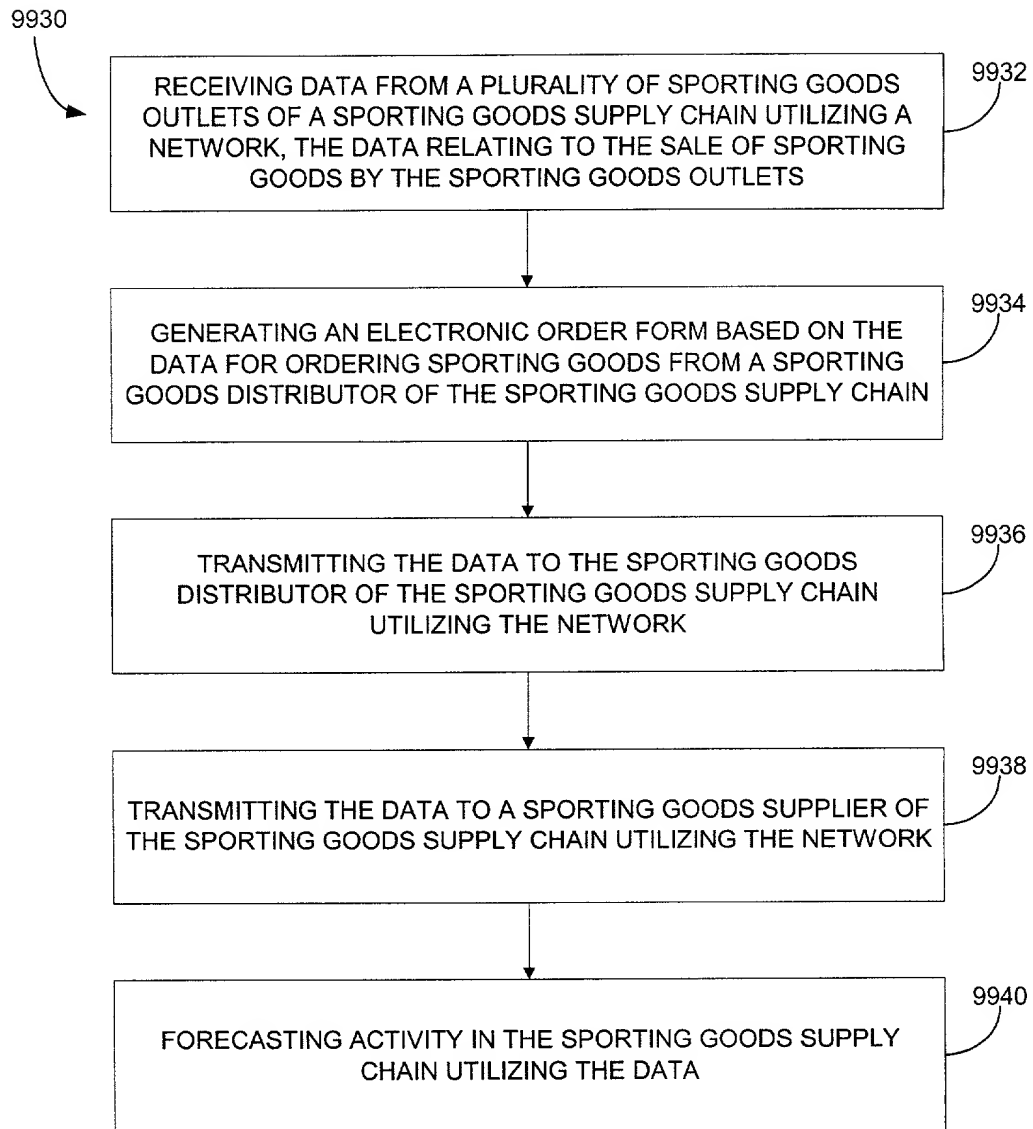 9930
9932
RECEIVING DATA FROM A PLURALITY OF SPORTING GOODS
OUTLETS OF A SPORTING GOODS SUPPLY CHAIN UTILIZING A
NETWORK, THE DATA RELATING TO THE SALE OF SPORTING
GOODS BY THE SPORTING GOODS OUTLETS
9934
GENERATING AN ELECTRONIC ORDER FORM BASED ON THE
DATA FOR ORDERING SPORTING GOODS FROM A SPORTING
GOODS DISTRIBUTOR OF THE SPORTING GOODS SUPPLY CHAIN
9936
TRANSMITTING THE DATA TO THE SPORTING GOODS
DISTRIBUTOR OF THE SPORTING GOODS SUPPLY CHAIN
UTILIZING THE NETWORK
9938
TRANSMITTING THE DATA TO A SPORTING GOODS SUPPLIER OF
THE SPORTING GOODS SUPPLY CHAIN UTILIZING THE NETWORK
9940
FORECASTING ACTIVITY IN THE SPORTING GOODS SUPPLY
CHAIN UTILIZING THE DATA